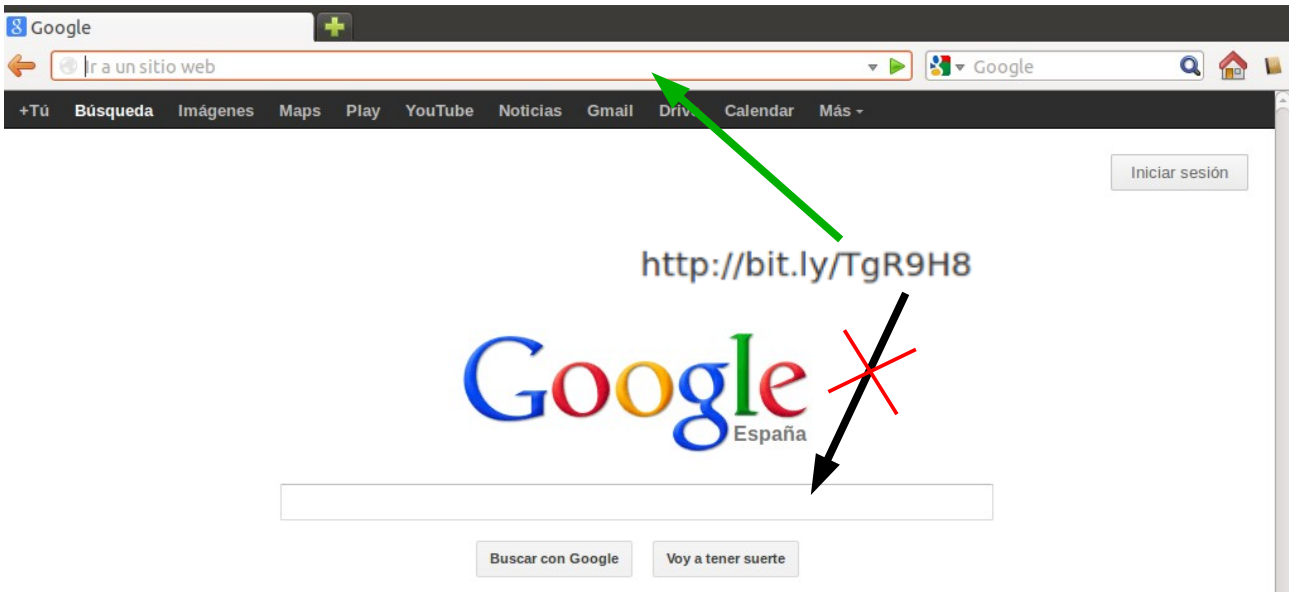 Google
Ir a un sitio web
Google
+Tú Búsqueda Imágenes Maps Play YouTube Noticias Gmail Drive Calendar Más
Iniciar sesión
http://bit.ly/TgR9H8
Google
España
Buscar con Google Voy a tener suerte